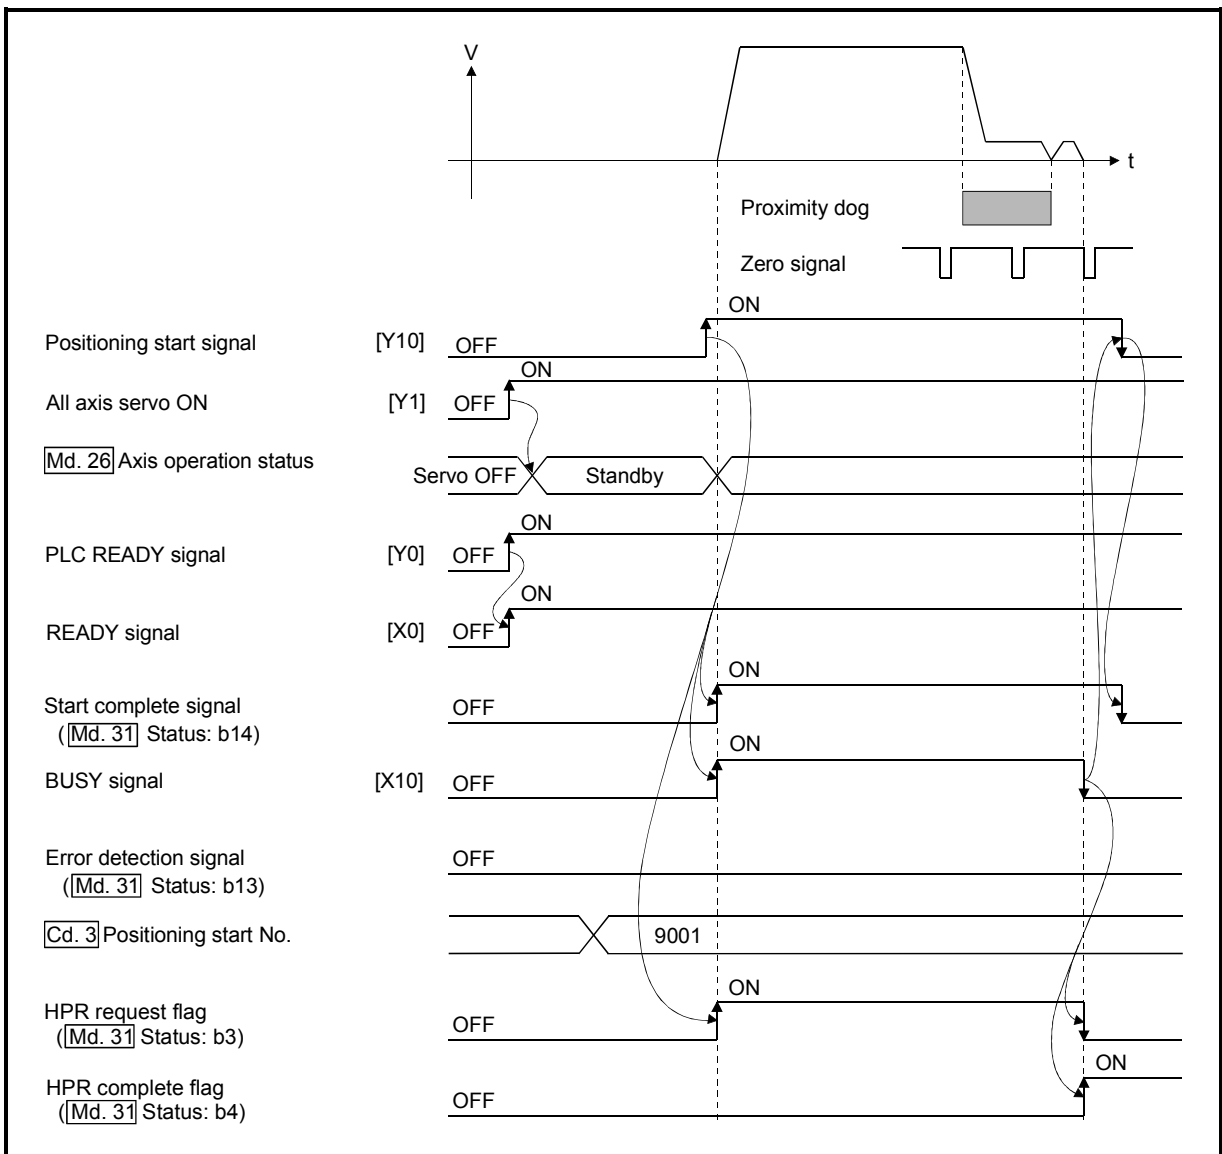 V
t
Proximity dog
Zero signal
ON
Positioning start signal [Y10] OFF
ON
All axis servo ON [Y1] OFF
Md. 26 Axis operation status
Servo OFF Standby
ON
PLC READY signal [Y0] OFF
ON
READY signal [X0] OFF
ON
Start complete signal OFF
(Md. 31 Status: b14)
ON
BUSY signal [X10] OFF
Error detection signal OFF
(Md. 31 Status: b13)
Cd. 3 Positioning start No. 9001
ON
HPR request flag OFF
(Md. 31 Status: b3)
ON
HPR complete flag OFF
(Md. 31 Status: b4)